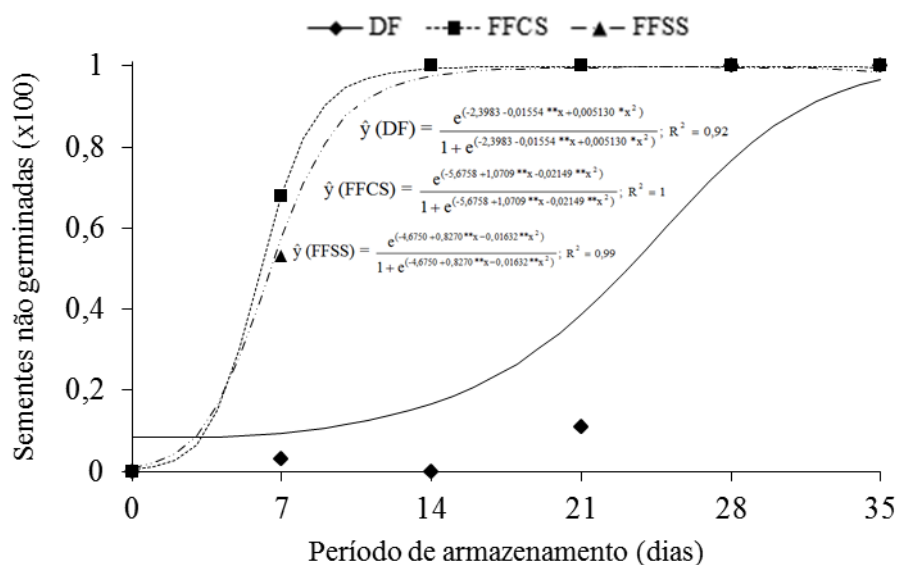 DF FFCS FFSS
Sementes não germinadas (x100)
1
0,8
0,6
0,4
0,2
0
ŷ (DF) = e^(-2,3983 -0,01554 **x+0,005130 *x²) / 1 + e^(-2,3983 -0,01554 **x+0,005130 *x²) ; R² = 0,92
ŷ (FFCS) = e^(-5,6758 +1,0709 **x -0,02149 **x²) / 1 + e^(-5,6758 +1,0709 **x -0,02149 **x²) ; R² = 1
ŷ (FFSS) = e^(-4,6750 +0,8270 **x−0,01632 **x²) / 1 + e^(-4,6750 +0,8270 **x−0,01632 **x²) ; R² = 0,99
0 7 14 21 28 35
Período de armazenamento (dias)